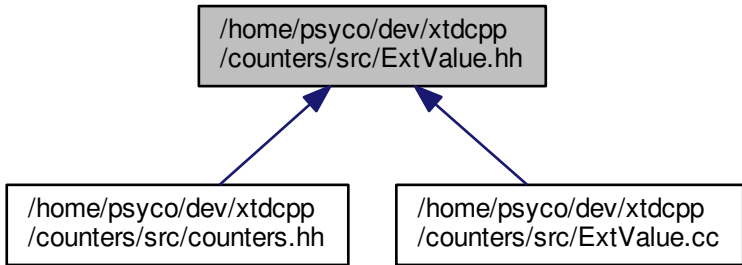 /home/psyco/dev/xtdcpp
/counters/src/ExtValue.hh
/home/psyco/dev/xtdcpp
/counters/src/counters.hh
/home/psyco/dev/xtdcpp
/counters/src/ExtValue.cc